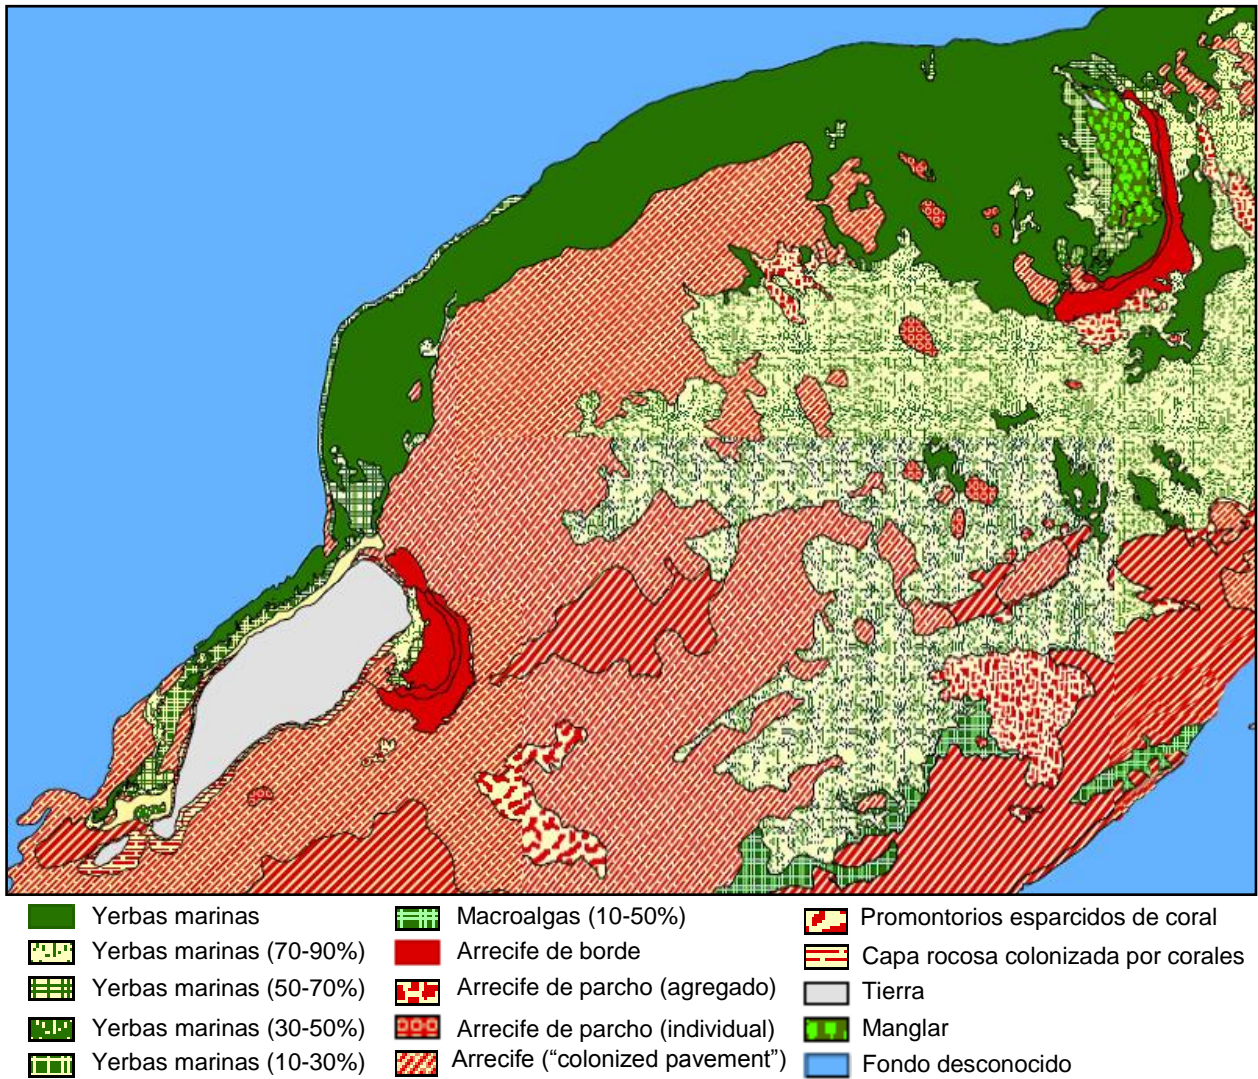 Yerbas marinas
Yerbas marinas (70-90%)
Yerbas marinas (50-70%)
Yerbas marinas (30-50%)
Yerbas marinas (10-30%)
Macroalgas (10-50%)
Arrecife de borde
Arrecife de parcho (agregado)
Arrecife de parcho (individual)
Arrecife (“colonized pavement”)
Promontorios esparcidos de coral
Capa rocosa colonizada por corales
Tierra
Manglar
Fondo desconocido